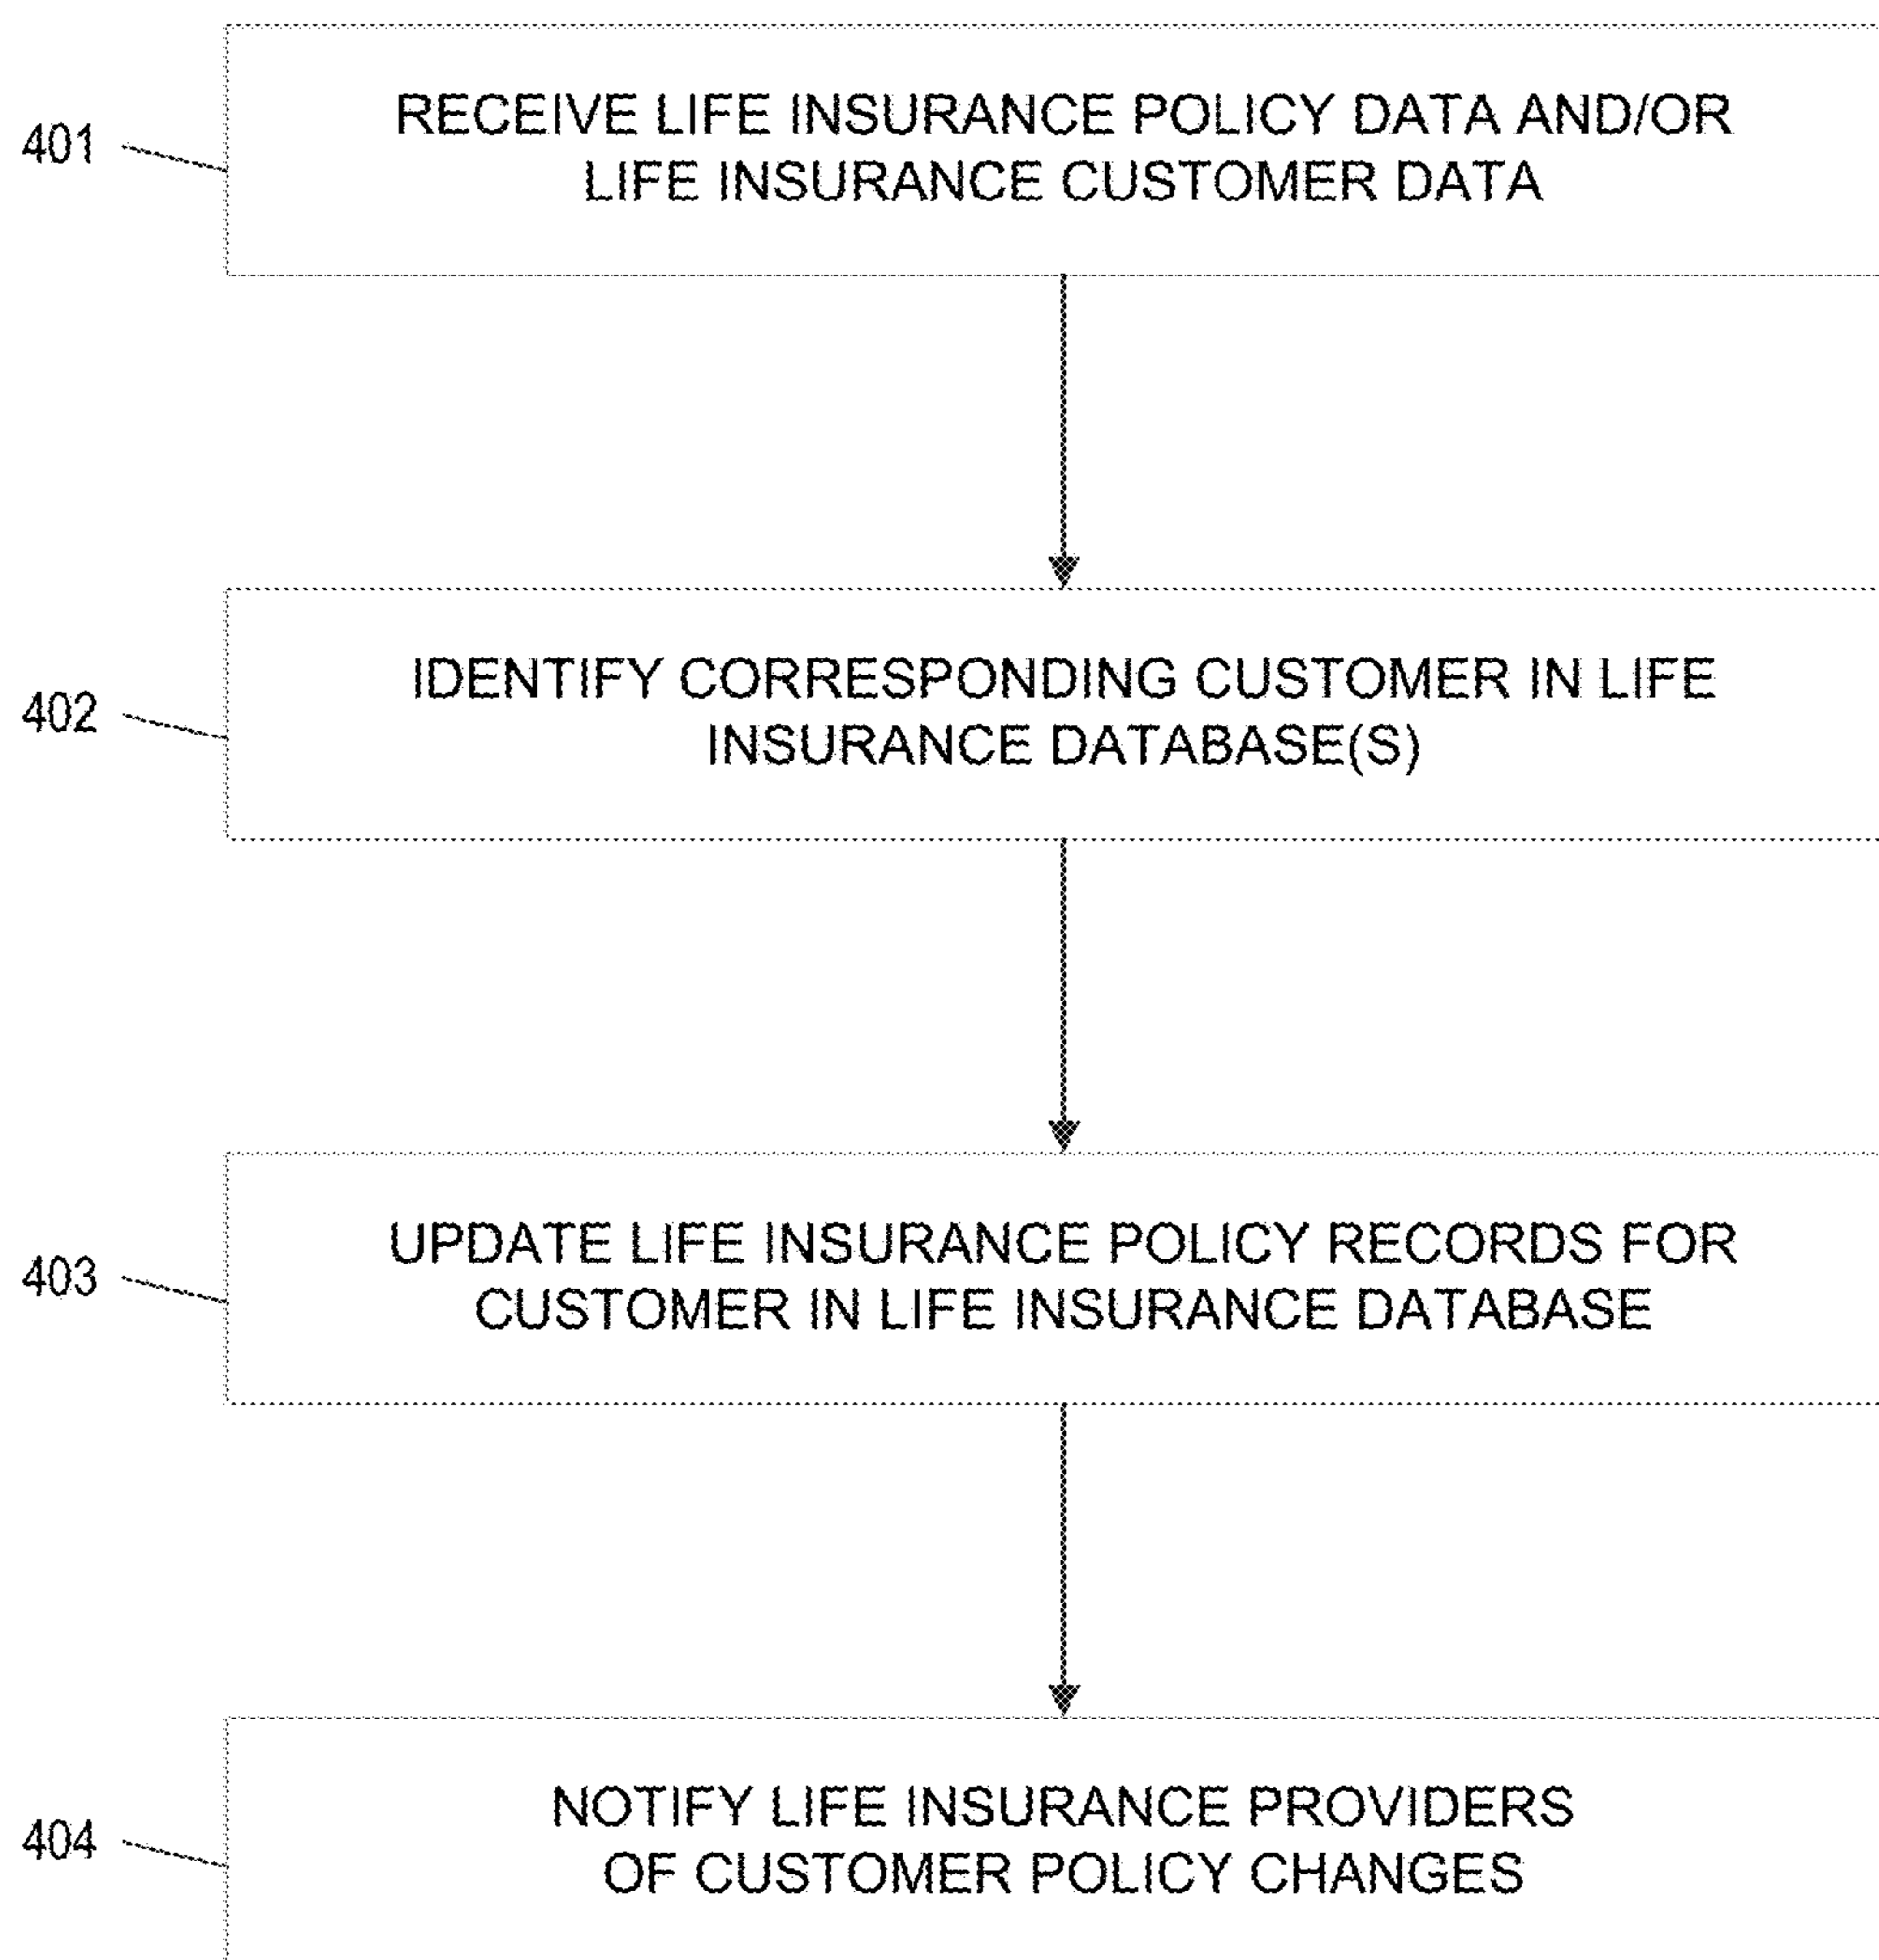 401
RECEIVE LIFE INSURANCE POLICY DATA AND/OR
LIFE INSURANCE CUSTOMER DATA
402
IDENTIFY CORRESPONDING CUSTOMER IN LIFE
INSURANCE DATABASE(S)
403
UPDATE LIFE INSURANCE POLICY RECORDS FOR
CUSTOMER IN LIFE INSURANCE DATABASE
404
NOTIFY LIFE INSURANCE PROVIDERS
OF CUSTOMER POLICY CHANGES